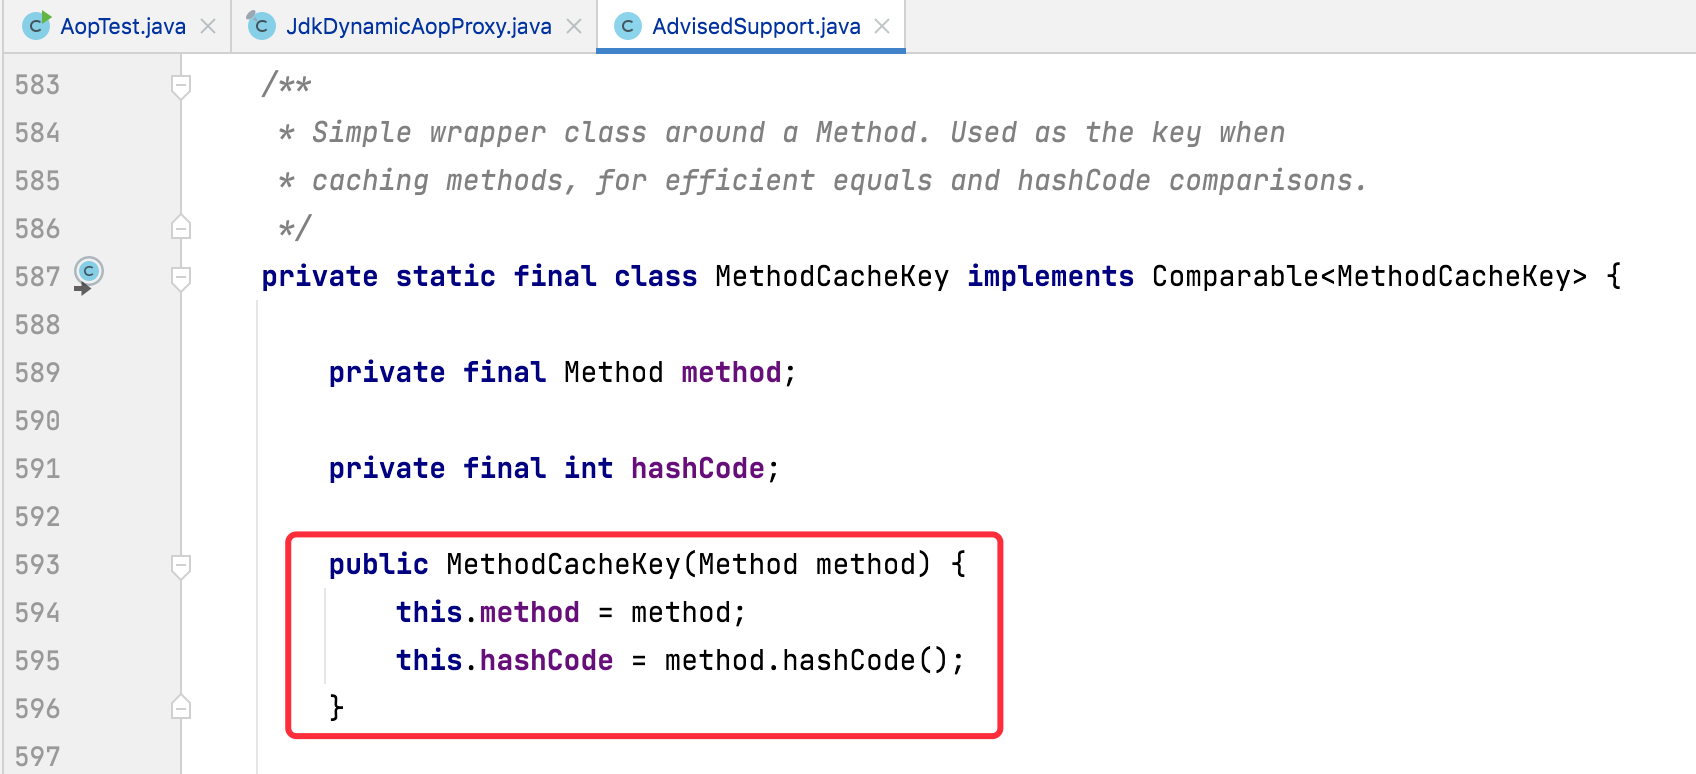 AopTest.java JdkDynamicAopProxy.java AdvisedSupport.java
583 /**
584 * Simple wrapper class around a Method. Used as the key when
585 * caching methods, for efficient equals and hashCode comparisons.
586 */
587 private static final class MethodCacheKey implements Comparable<MethodCacheKey> {
588
589 private final Method method;
590
591 private final int hashCode;
592
593 public MethodCacheKey(Method method) {
594 this.method = method;
595 this.hashCode = method.hashCode();
596 }
597